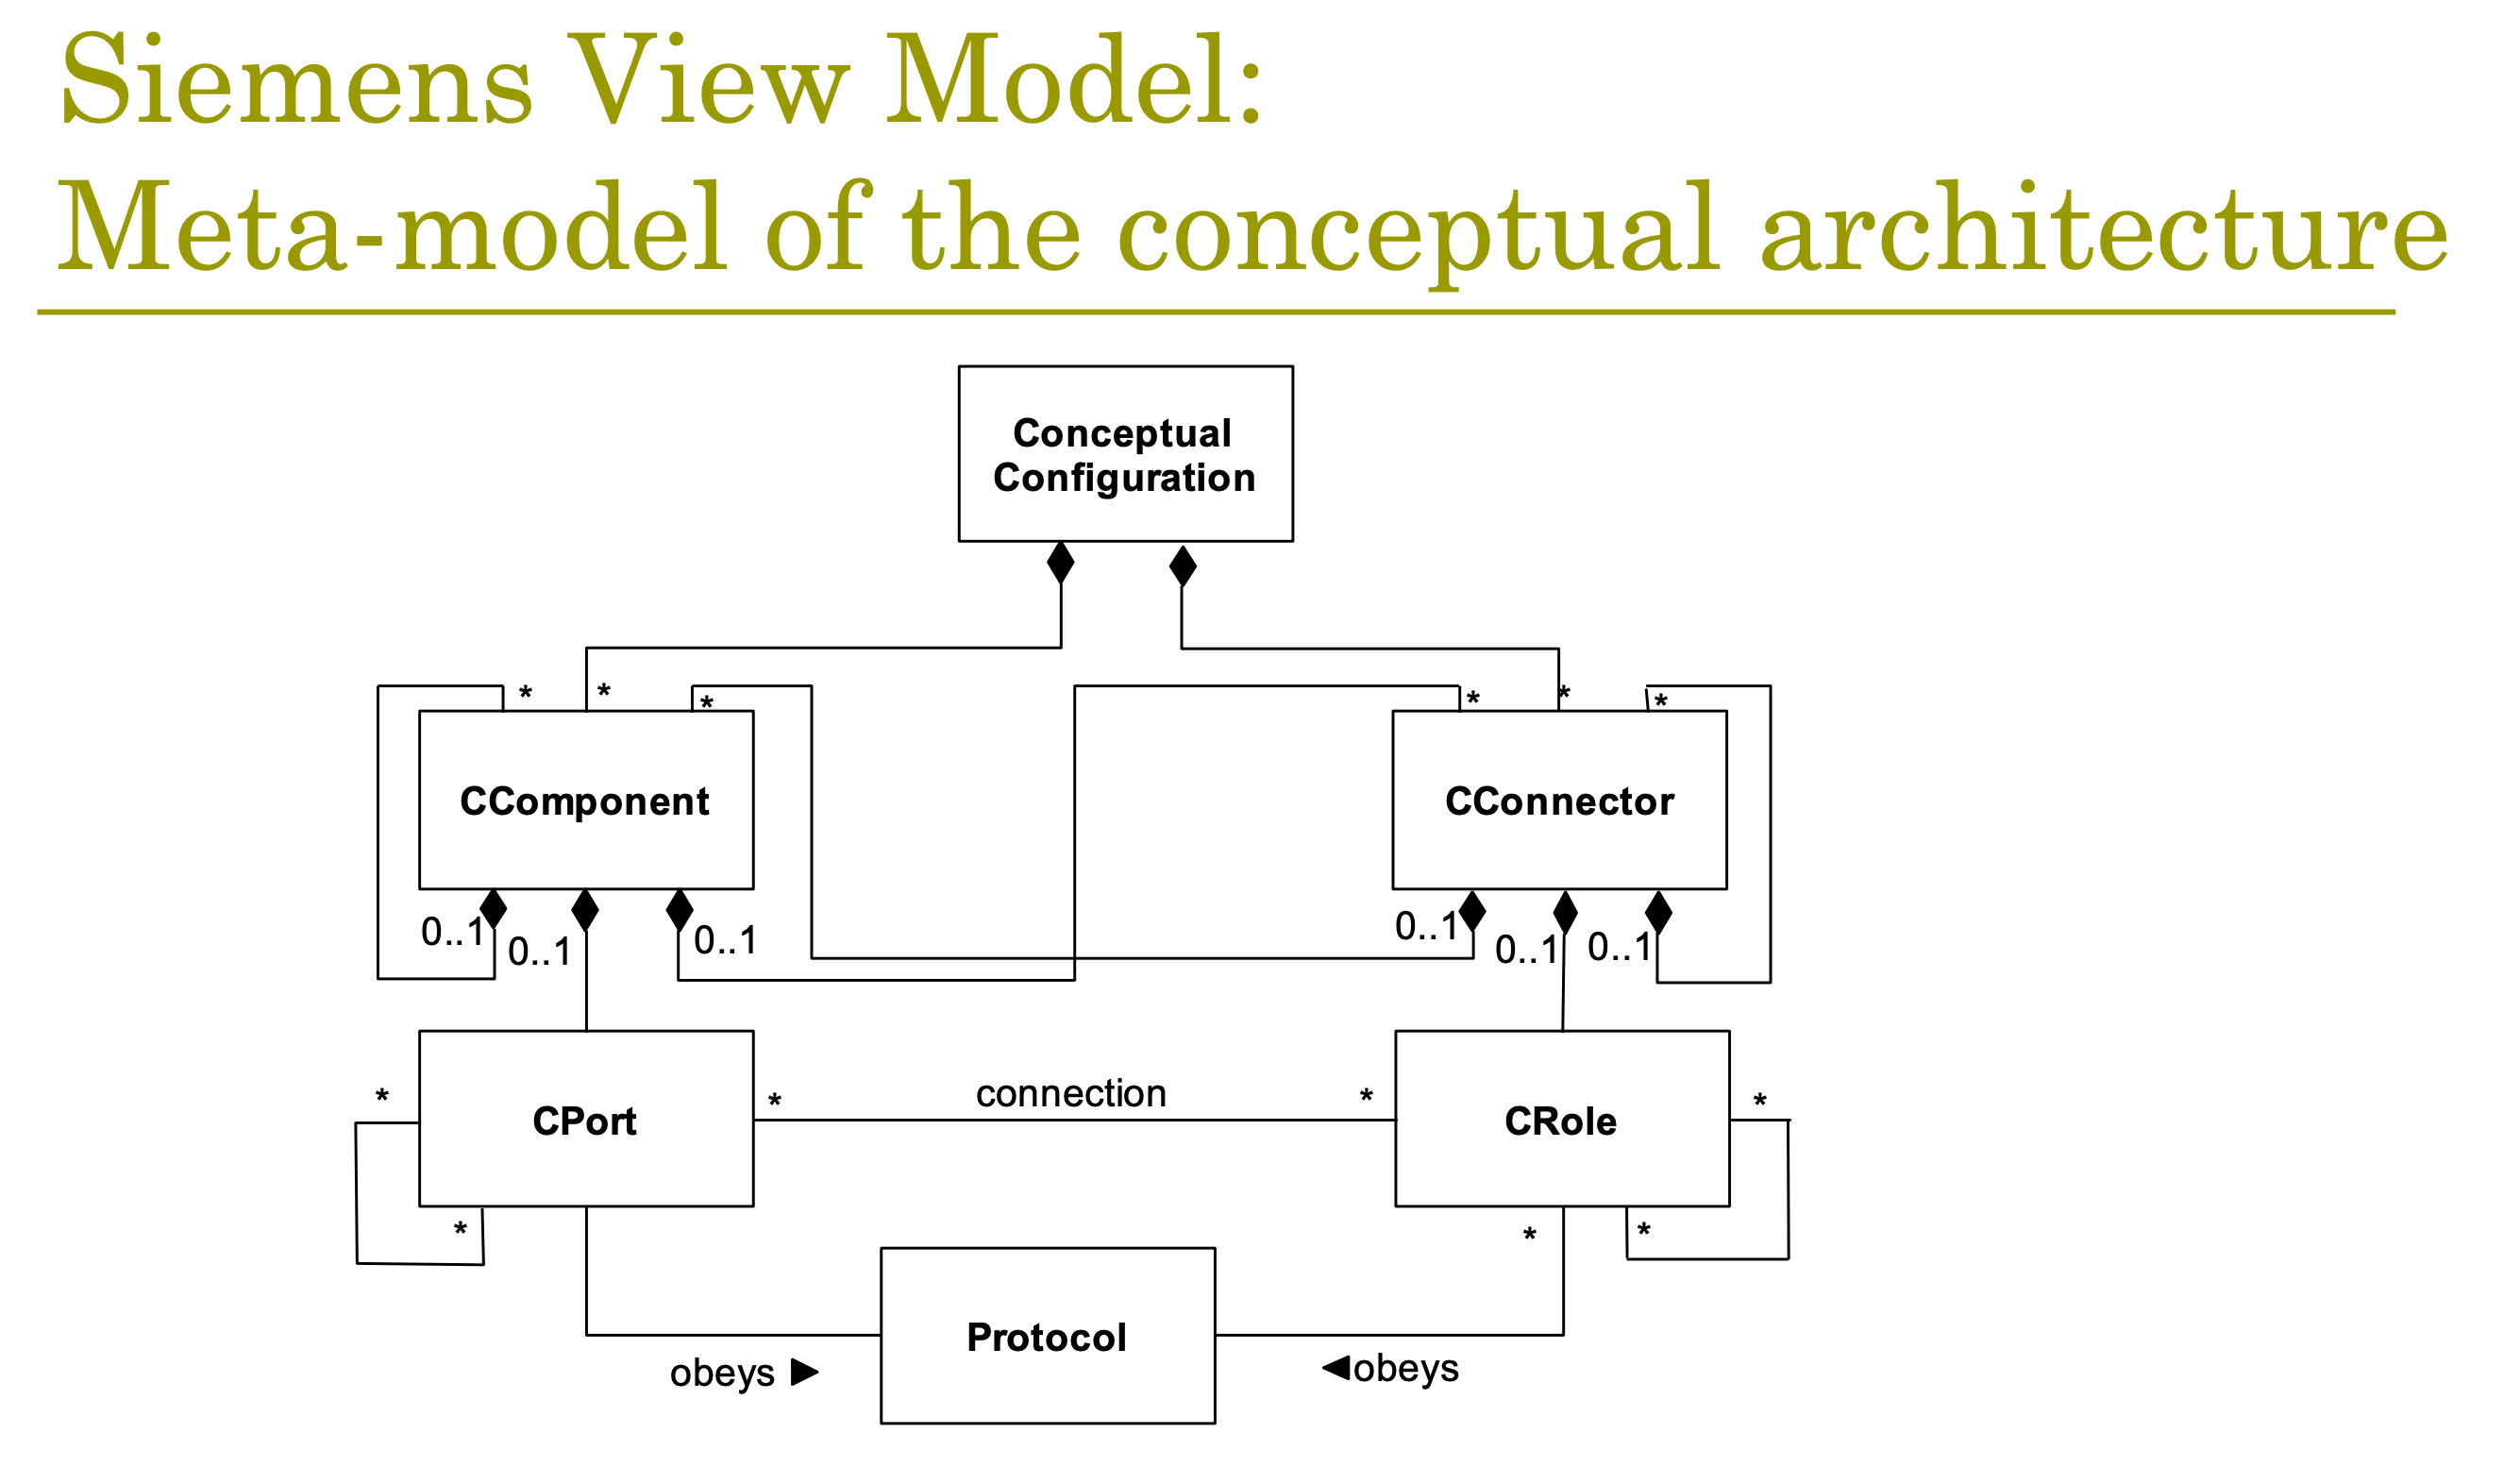 Siemens View Model:
Meta-model of the conceptual architecture
Conceptual
Configuration
* * *
* * *
CComponent
CConnector
0..1 0..1 0..1
0..1 0..1 0..1
* CPort *
connection
* CRole *
*
* *
Protocol
obeys ▶
◀obeys